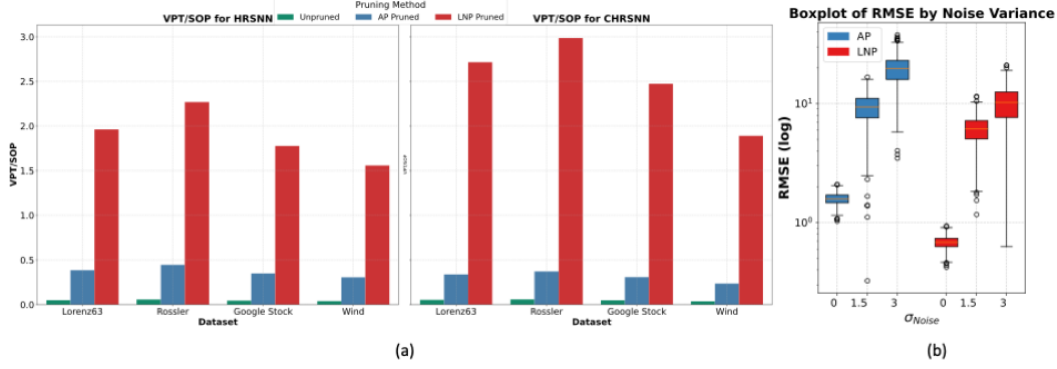 Pruning Method
Unpruned AP Pruned LNP Pruned
VPT/SOP for HRSNN
VPT/SOP
3.0
2.5
2.0
1.5
1.0
0.5
0.0
Lorenz63 Rossler Google Stock Wind
Dataset
VPT/SOP for CHRSNN
Lorenz63 Rossler Google Stock Wind
Dataset
(a)
Boxplot of RMSE by Noise Variance
AP
LNP
RMSE (log)
10¹
10⁰
0 1.5 3 0 1.5 3
σNoise
(b)